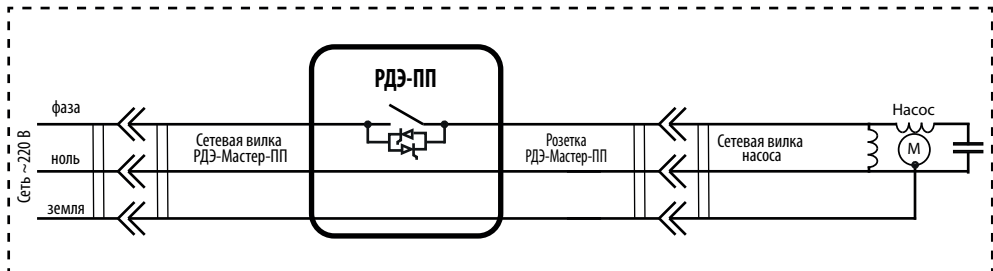 РДЭ-ПП
фаза
Насос
Сеть ~220 В
Сетевая вилка
РДЭ-Мастер-ПП
Розетка
РДЭ-Мастер-ПП
Сетевая вилка
насоса
М
ноль
земля